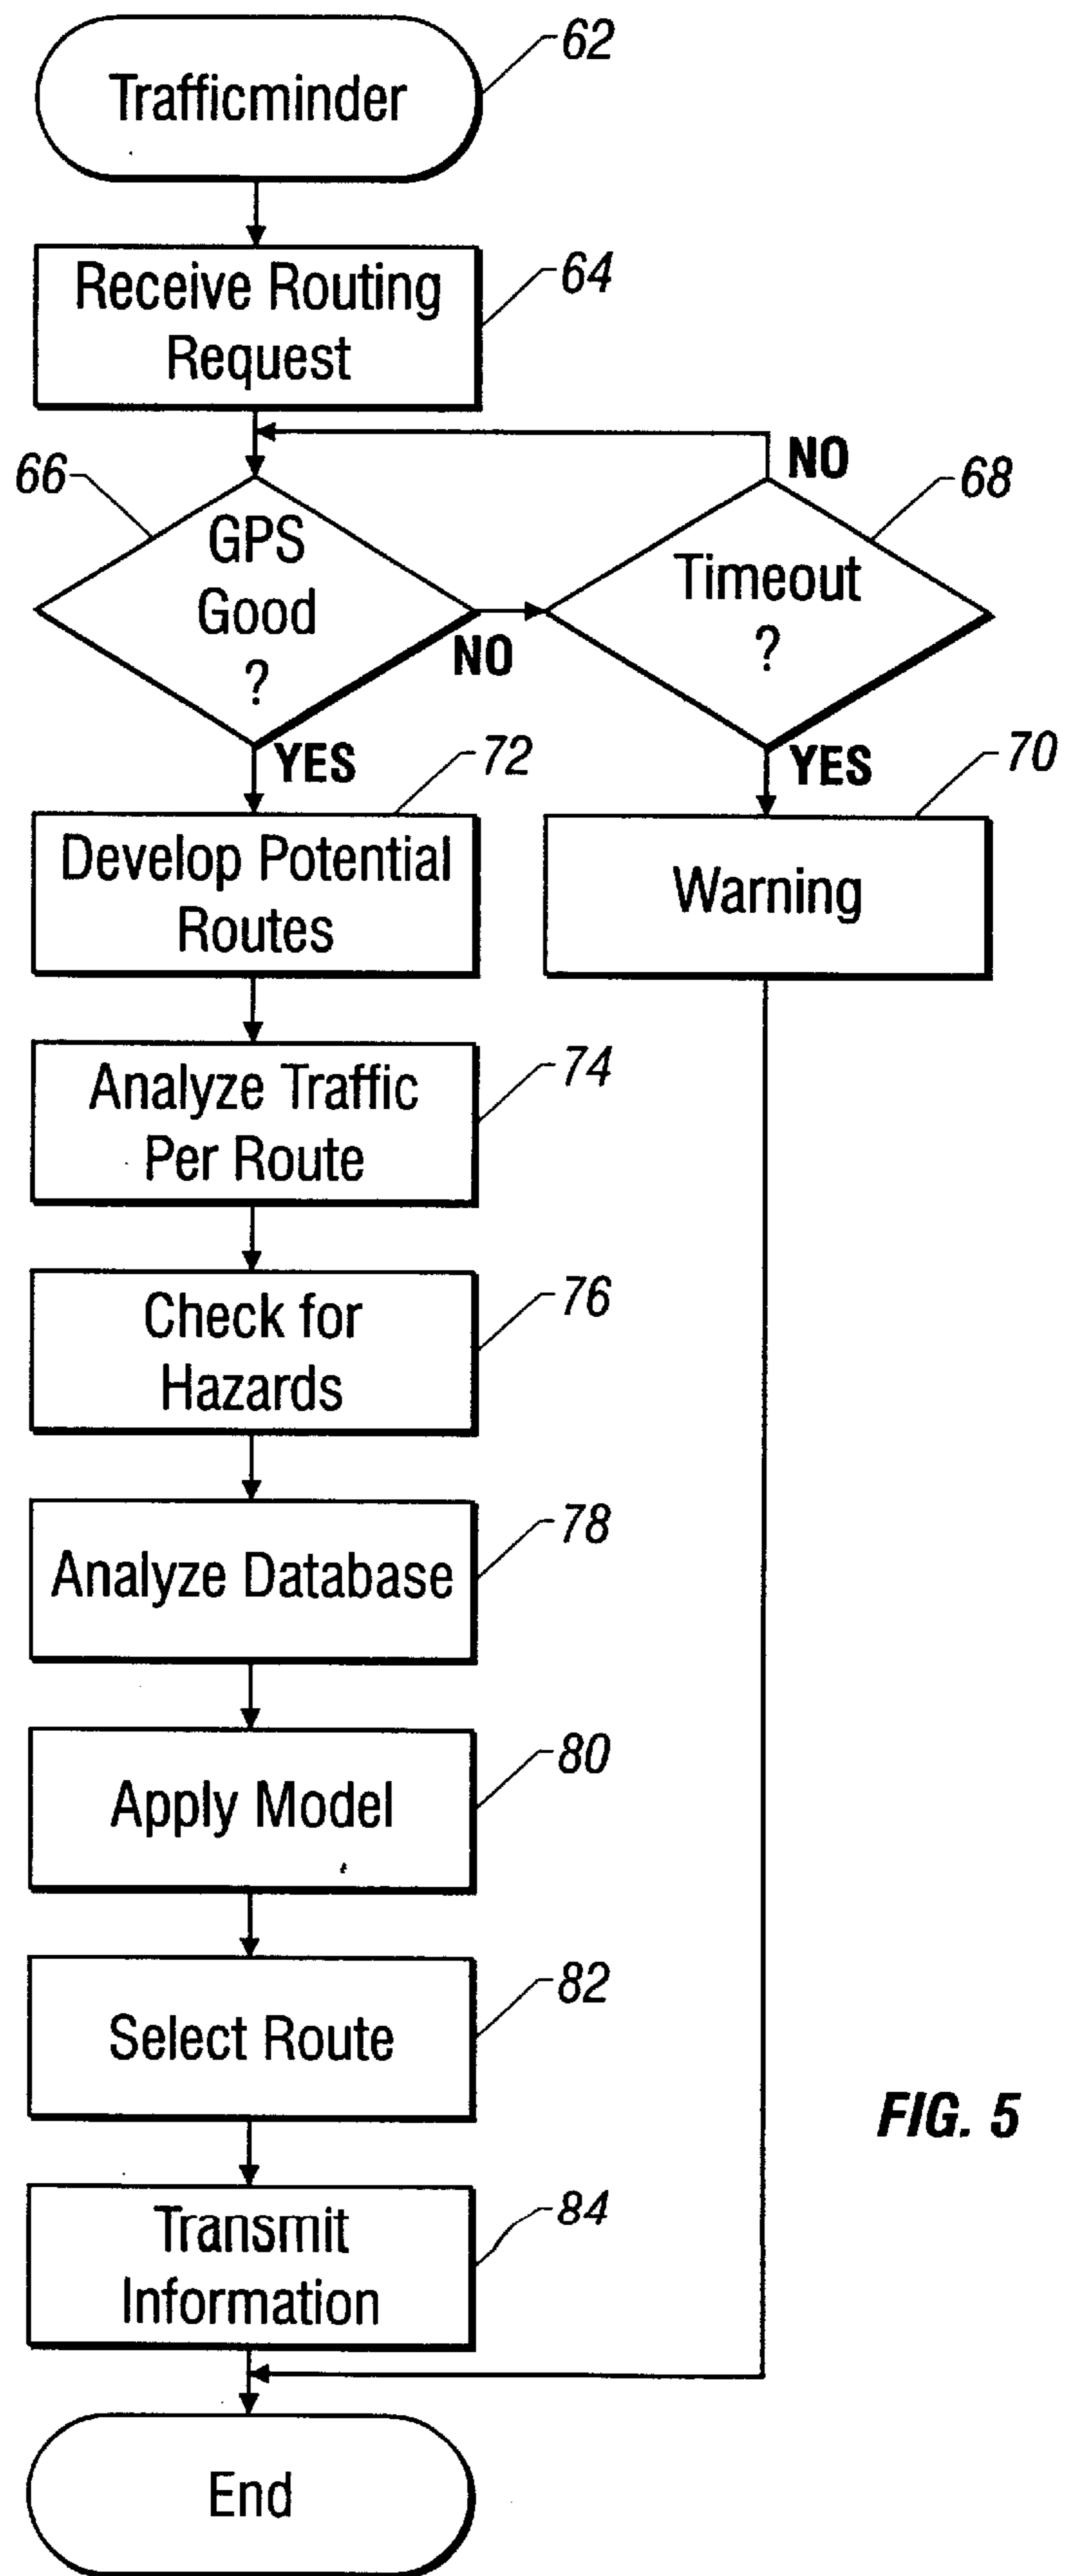 Trafficminder
62
Receive Routing
Request
64
NO
66
GPS
Good
?
NO
68
Timeout
?
YES
72
YES
70
Develop Potential
Routes
Warning
Analyze Traffic
Per Route
74
Check for
Hazards
76
Analyze Database
78
Apply Model
80
Select Route
82
FIG. 5
Transmit
Information
84
End